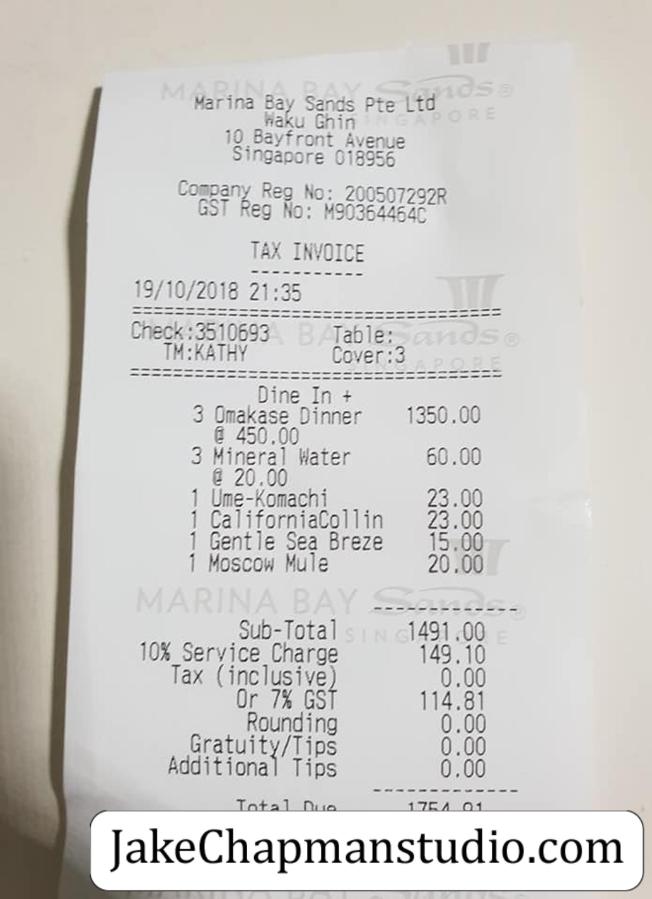 MARINA BAY Sands®
SINGAPORE
Marina Bay Sands Pte Ltd
Waku Ghin
10 Bayfront Avenue
Singapore 018956
Company Reg No: 200507292R
GST Reg No: M90364464C
TAX INVOICE
-----------
19/10/2018 21:35
===================================
Check:3510693 Table:
TM:KATHY Cover:3
===================================
Dine In +
3 Omakase Dinner 1350.00
@ 450.00
3 Mineral Water 60.00
@ 20.00
1 Ume-Komachi 23.00
1 CaliforniaCollin 23.00
1 Gentle Sea Breze 15.00
1 Moscow Mule 20.00
MARINA BAY Sands®
SINGAPORE
--------------
Sub-Total 1491.00
10% Service Charge 149.10
Tax (inclusive) 0.00
Or 7% GST 114.81
Rounding 0.00
Gratuity/Tips 0.00
Additional Tips 0.00
--------------
Total Due 1754.91
JakeChapmanstudio.com